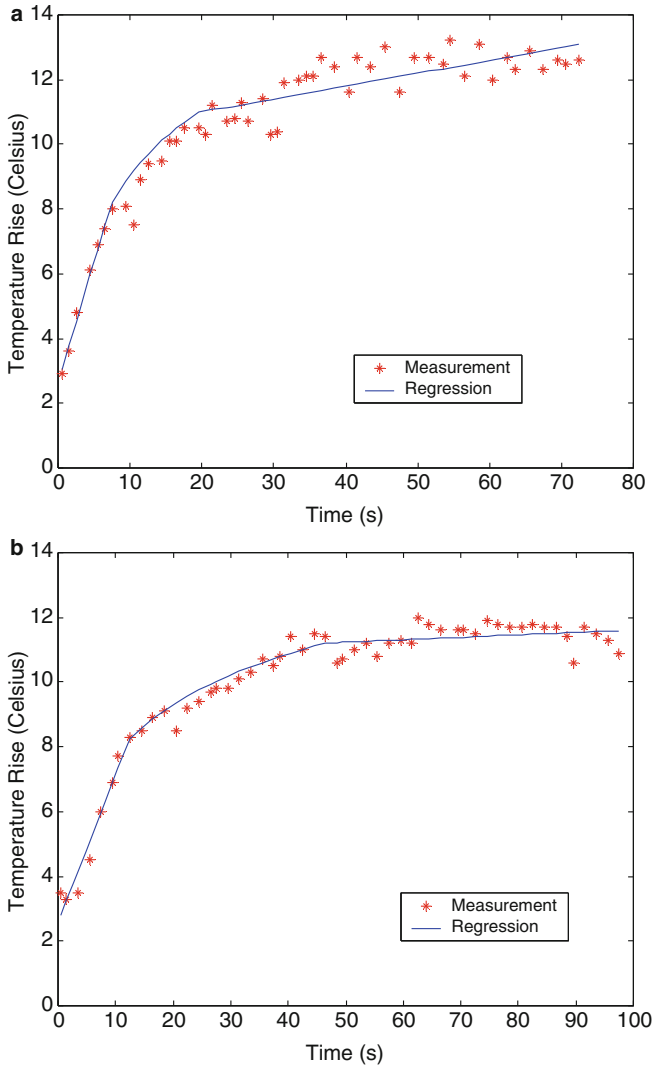 a
14
12
10
8
6
4
2
0
Temperature Rise (Celsius)
Measurement
Regression
0 10 20 30 40 50 60 70 80
Time (s)
b
14
12
10
8
6
4
2
0
Temperature Rise (Celsius)
Measurement
Regression
0 10 20 30 40 50 60 70 80 90 100
Time (s)